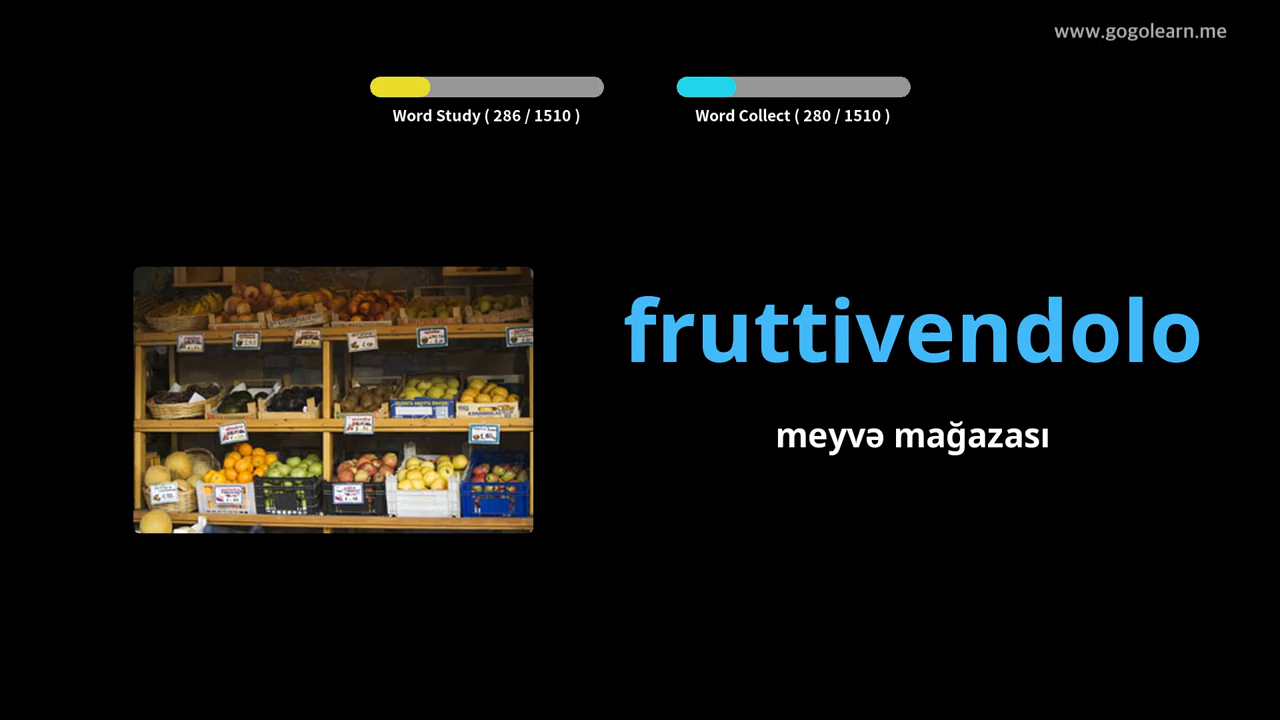 www.gogolearn.me
Word Study ( 286 / 1510 )
Word Collect ( 280 / 1510 )
fruttivendolo
meyvə mağazası